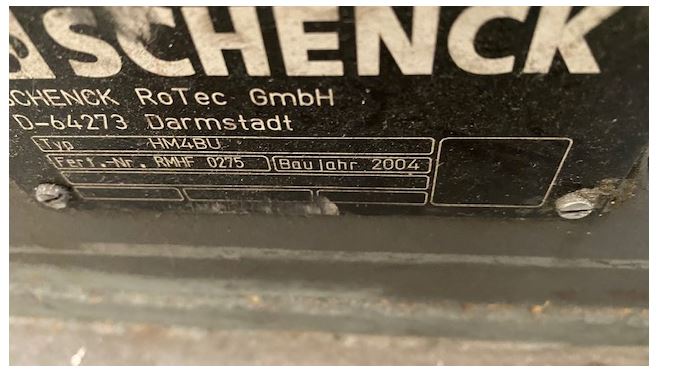 SCHENCK
SCHENCK RoTec GmbH
D-64273 Darmstadt
Typ HM4BU
Fert.-Nr. RMHF 0275 Baujahr 2004